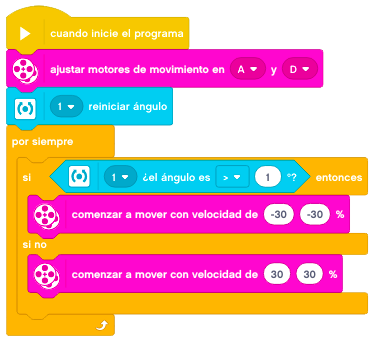 cuando inicie el programa
ajustar motores de movimiento en A y D
1 reiniciar ángulo
por siempre
si 1 ¿el ángulo es > 1 °? entonces
comenzar a mover con velocidad de -30 -30 %
si no
comenzar a mover con velocidad de 30 30 %